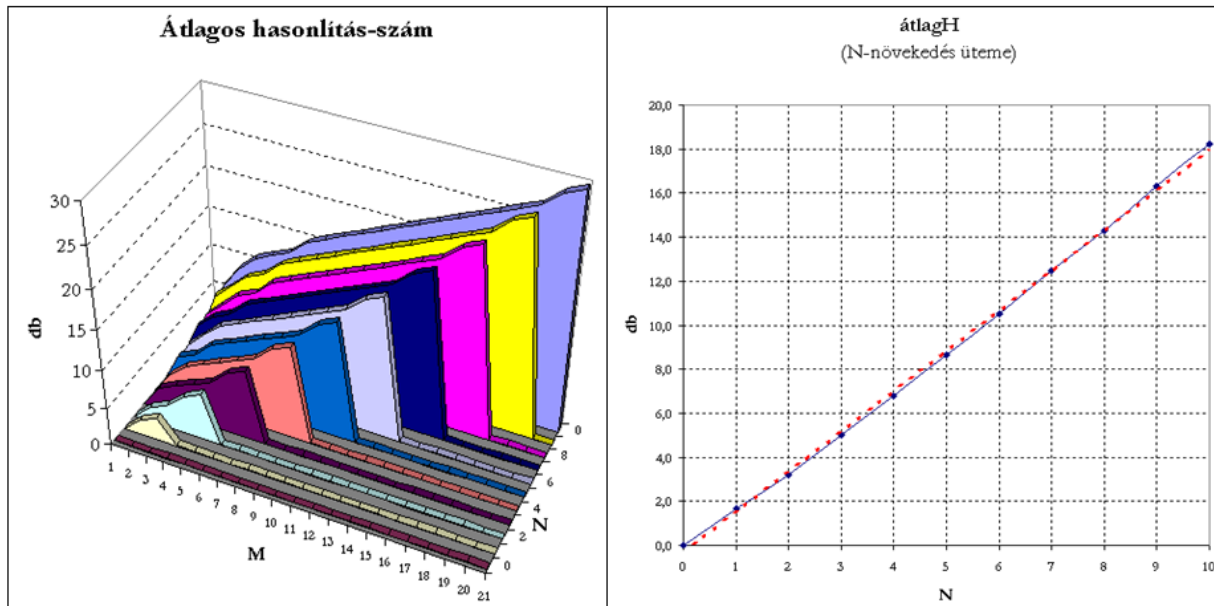 Átlagos hasonlítás-szám
30
25
20
15
10
5
0
db
1 2 3 4 5 6 7 8 9 10 11 12 13 14 15 16 17 18 19 20 21
M
0
2
4
6
8
0
N
átlagH
(N-növekedés üteme)
20,0
18,0
16,0
14,0
12,0
10,0
8,0
6,0
4,0
2,0
0,0
db
0 1 2 3 4 5 6 7 8 9 10
N